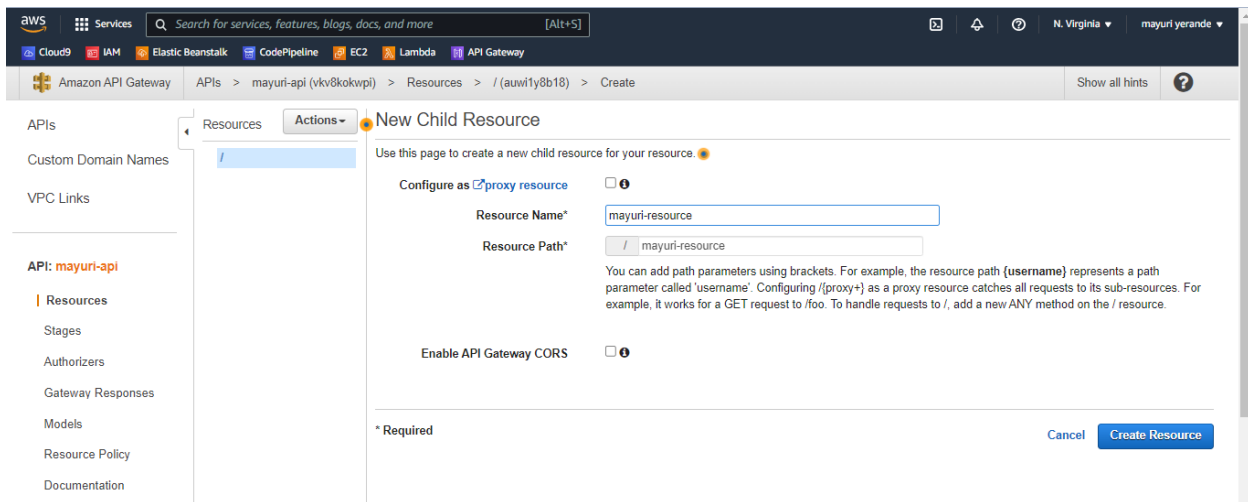 aws Services Search for services, features, blogs, docs, and more [Alt+S] N. Virginia ▼ mayuri yerande ▼
Cloud9 IAM Elastic Beanstalk CodePipeline EC2 Lambda API Gateway
Amazon API Gateway APIs > mayuri-api (vkv8kokwpi) > Resources > / (auwi1y8b18) > Create Show all hints ?
APIs
Custom Domain Names
VPC Links
API: mayuri-api
Resources
Stages
Authorizers
Gateway Responses
Models
Resource Policy
Documentation
Resources Actions
/
New Child Resource
Use this page to create a new child resource for your resource.
Configure as proxy resource
Resource Name* mayuri-resource
Resource Path* / mayuri-resource
You can add path parameters using brackets. For example, the resource path {username} represents a path
parameter called 'username'. Configuring /{proxy+} as a proxy resource catches all requests to its sub-resources. For
example, it works for a GET request to /foo. To handle requests to /, add a new ANY method on the / resource.
Enable API Gateway CORS
* Required Cancel Create Resource